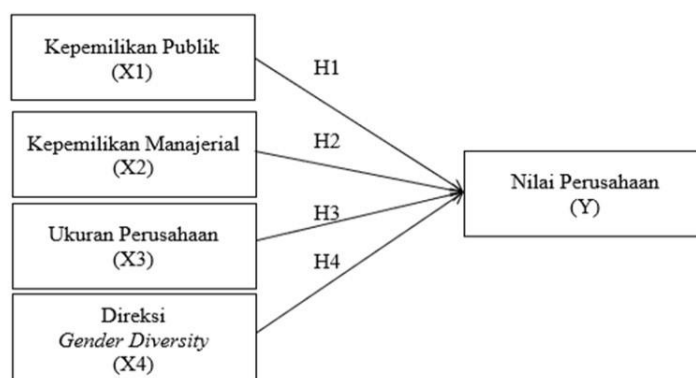 Kepemilikan Publik
(X1)
H1
Kepemilikan Manajerial
(X2)
H2
Nilai Perusahaan
(Y)
Ukuran Perusahaan
(X3)
H3
H4
Direksi
Gender Diversity
(X4)